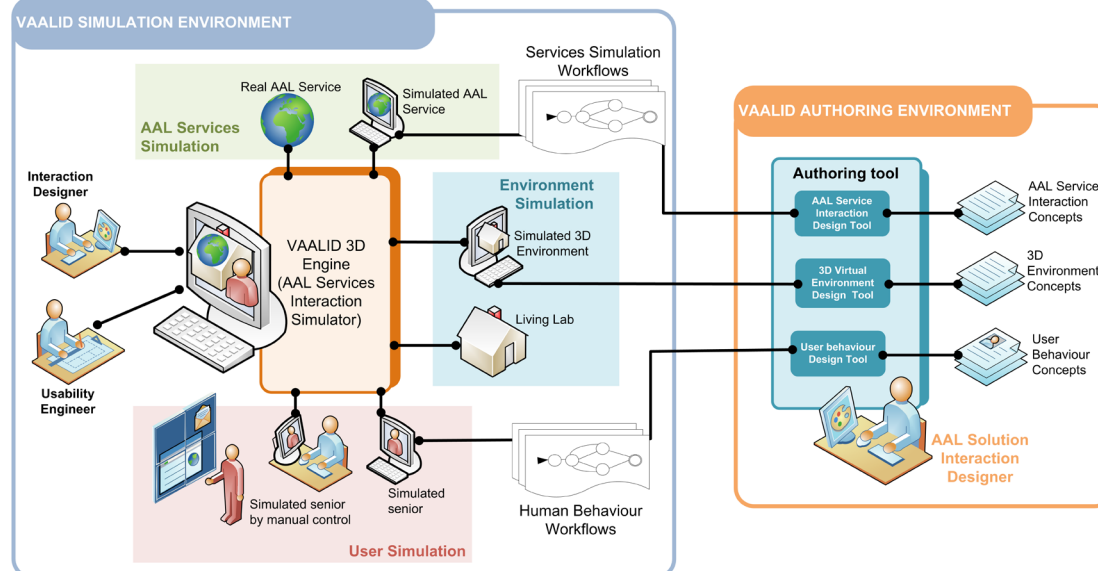 VAALID SIMULATION ENVIRONMENT
Services Simulation
Workflows
Real AAL Service
Simulated AAL
Service
AAL Services
Simulation
VAALID AUTHORING ENVIRONMENT
Interaction
Designer
Environment
Simulation
Simulated 3D
Environment
VAALID 3D
Engine
(AAL Services
Interaction
Simulator)
Living Lab
Usability
Engineer
Authoring tool
AAL Service
Interaction
Design Tool
AAL Service
Interaction
Concepts
3D Virtual
Environment
Design Tool
3D
Environment
Concepts
User behaviour
Design Tool
User
Behaviour
Concepts
AAL Solution
Interaction
Designer
Simulated senior
by manual control
Simulated
senior
User Simulation
Human Behaviour
Workflows